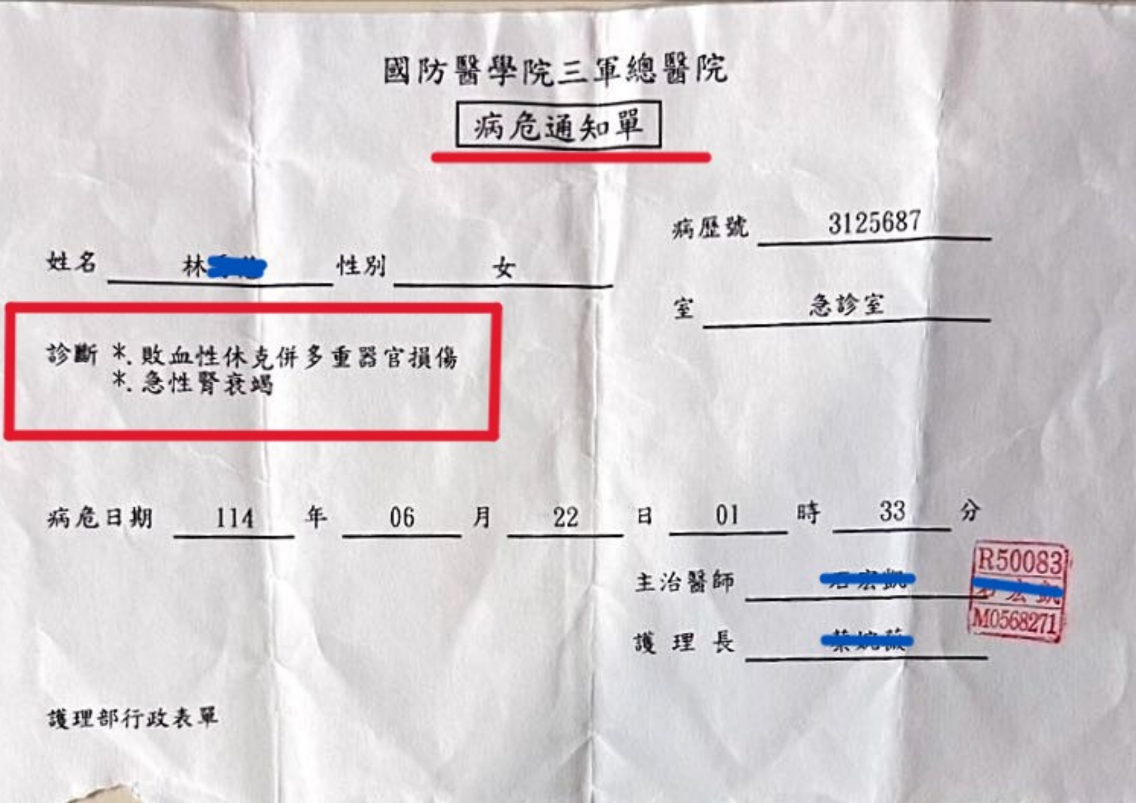 國防醫學院三軍總醫院
病危通知單
病歷號 3125687
姓名 林 性別 女
室 急診室
診斷 *. 敗血性休克併多重器官損傷
*. 急性腎衰竭
病危日期 114 年 06 月 22 日 01 時 33 分
主治醫師
R50083
M0568271
護理長
護理部行政表單